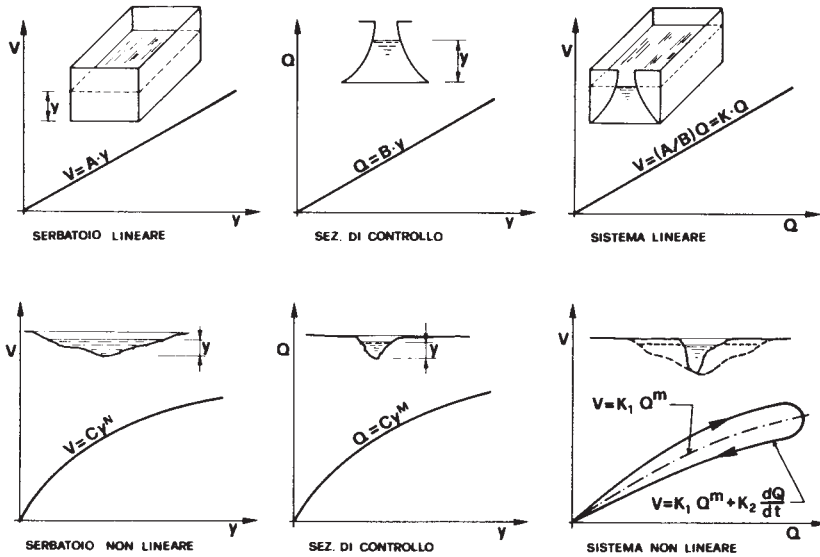 V
y
V=A·y
y
SERBATOIO LINEARE
Q
y
Q=B·y
y
SEZ. DI CONTROLLO
V
V=(A/B)Q=K·Q
Q
SISTEMA LINEARE
V
y
V=Cy^N
y
SERBATOIO NON LINEARE
Q
y
Q=Cy^M
y
SEZ. DI CONTROLLO
V
V=K₁ Q^m
V=K₁ Q^m+K₂ dQ/dt
Q
SISTEMA NON LINEARE